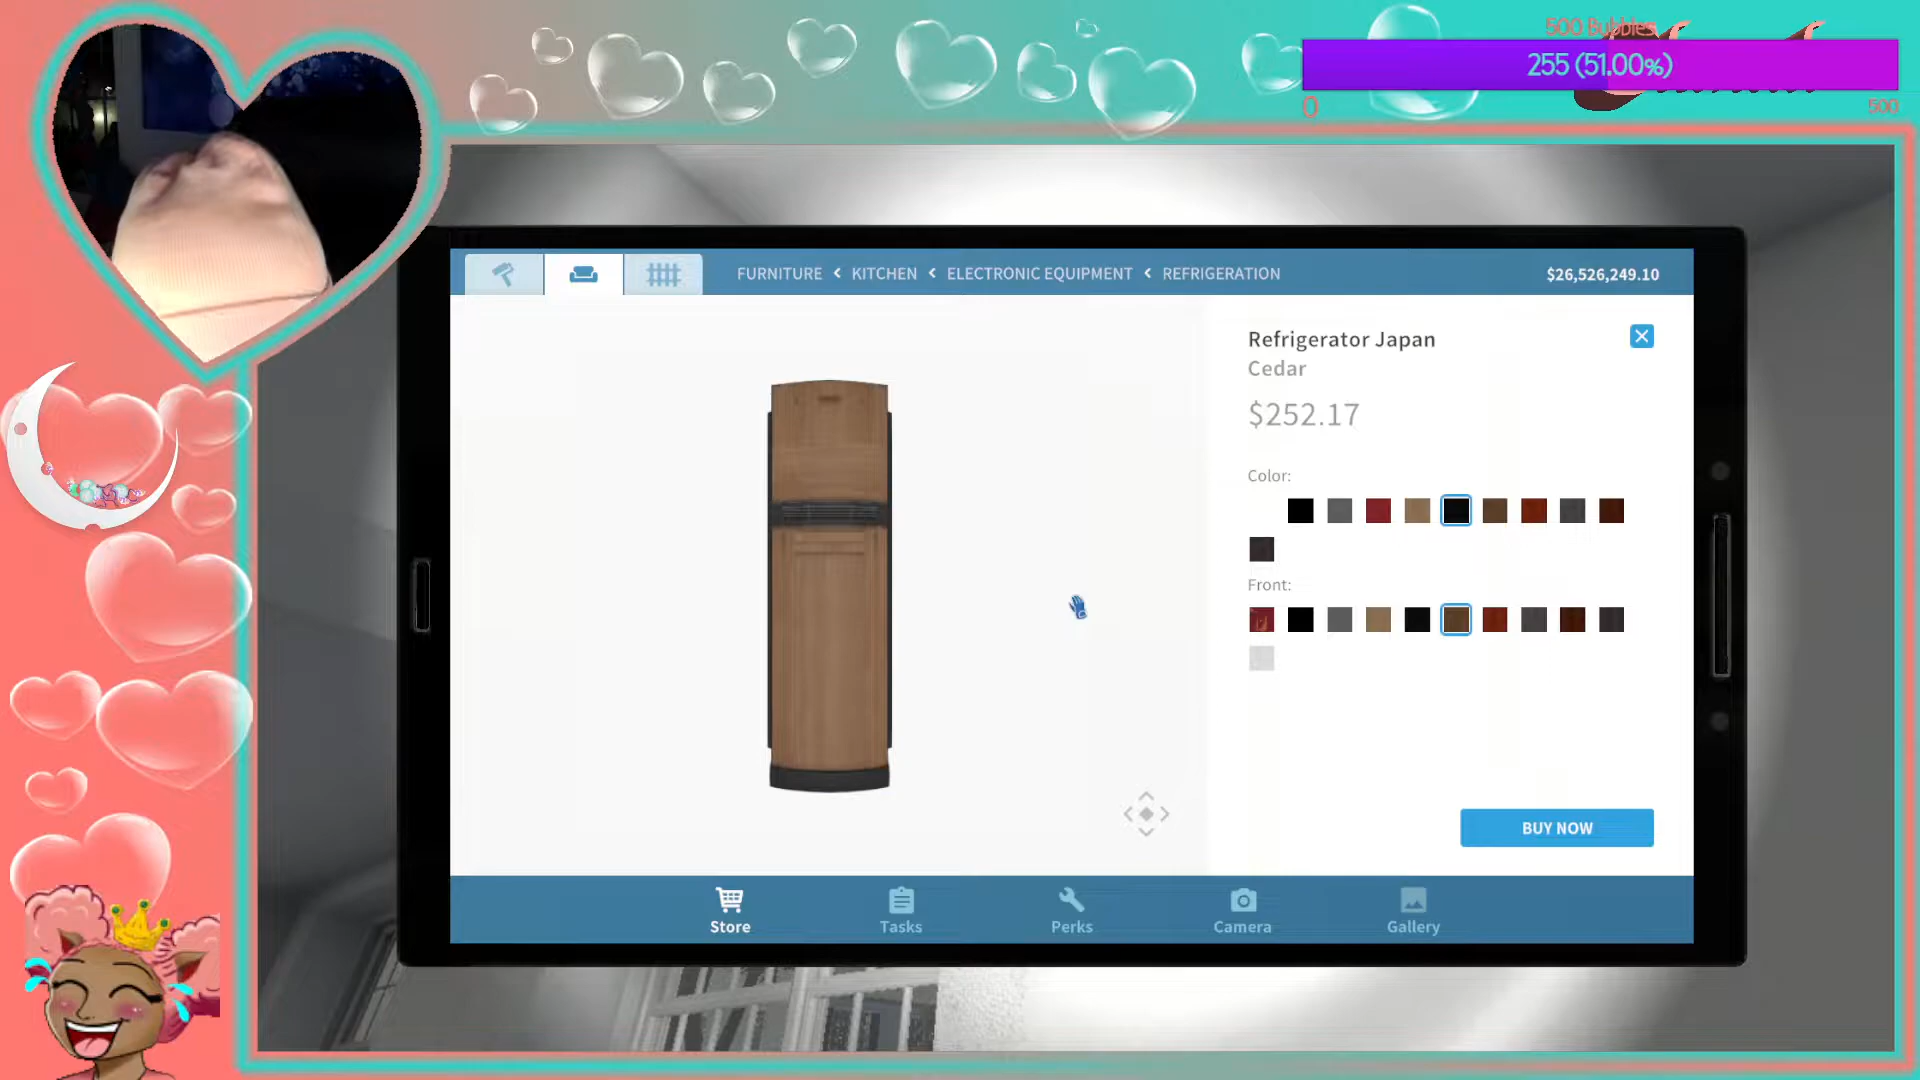 500 Bubbles
255 (51.00%)
0
500
FURNITURE < KITCHEN < ELECTRONIC EQUIPMENT < REFRIGERATION
$26,526,249.10
Refrigerator Japan
Cedar
$252.17
Color:
Front:
BUY NOW
Store
Tasks
Perks
Camera
Gallery